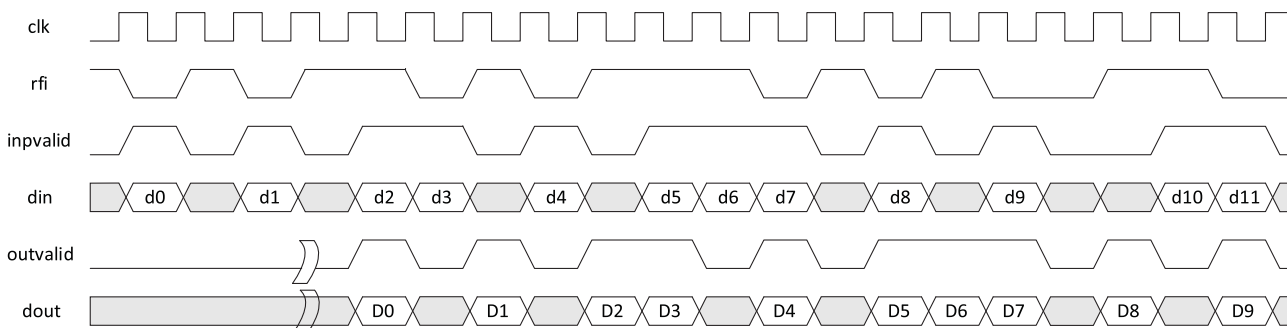 clk
rfi
inpvalid
din d0 d1 d2 d3 d4 d5 d6 d7 d8 d9 d10 d11
outvalid
dout D0 D1 D2 D3 D4 D5 D6 D7 D8 D9